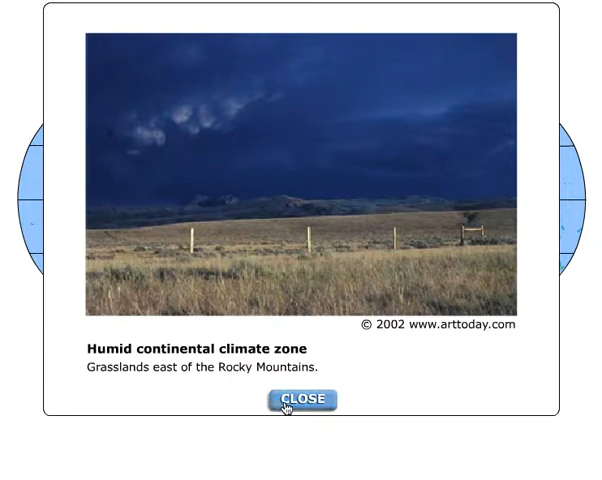 © 2002 www.arttoday.com
Humid continental climate zone
Grasslands east of the Rocky Mountains.
CLOSE